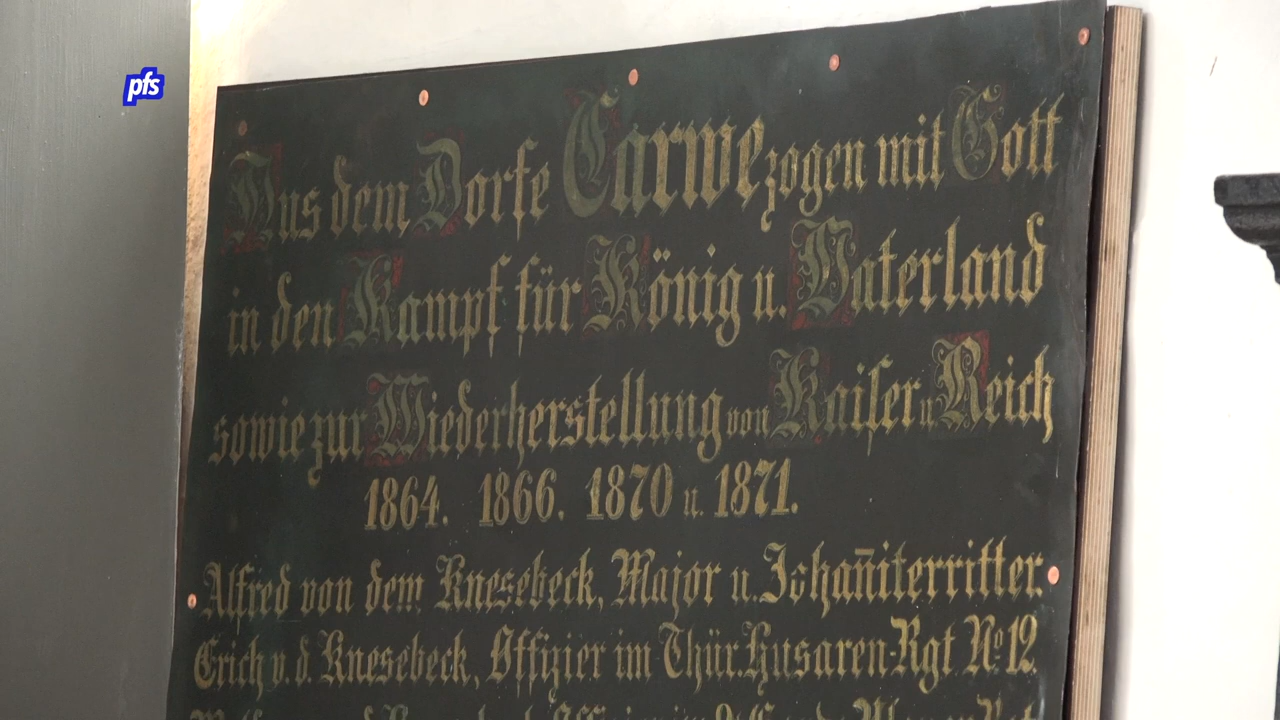 pfs
Aus dem Dorfe Carwe zogen mit Gott
in den Kampf für König u. Vaterland
sowie zur Wiederherstellung von Kaiser u. Reich
1864. 1866. 1870 u. 1871.
Alfred von dem Knesebeck, Major u. Johañiterritter.
Erich v. d. Knesebeck, Offizier im Thür. Husaren-Rgt. No 12.